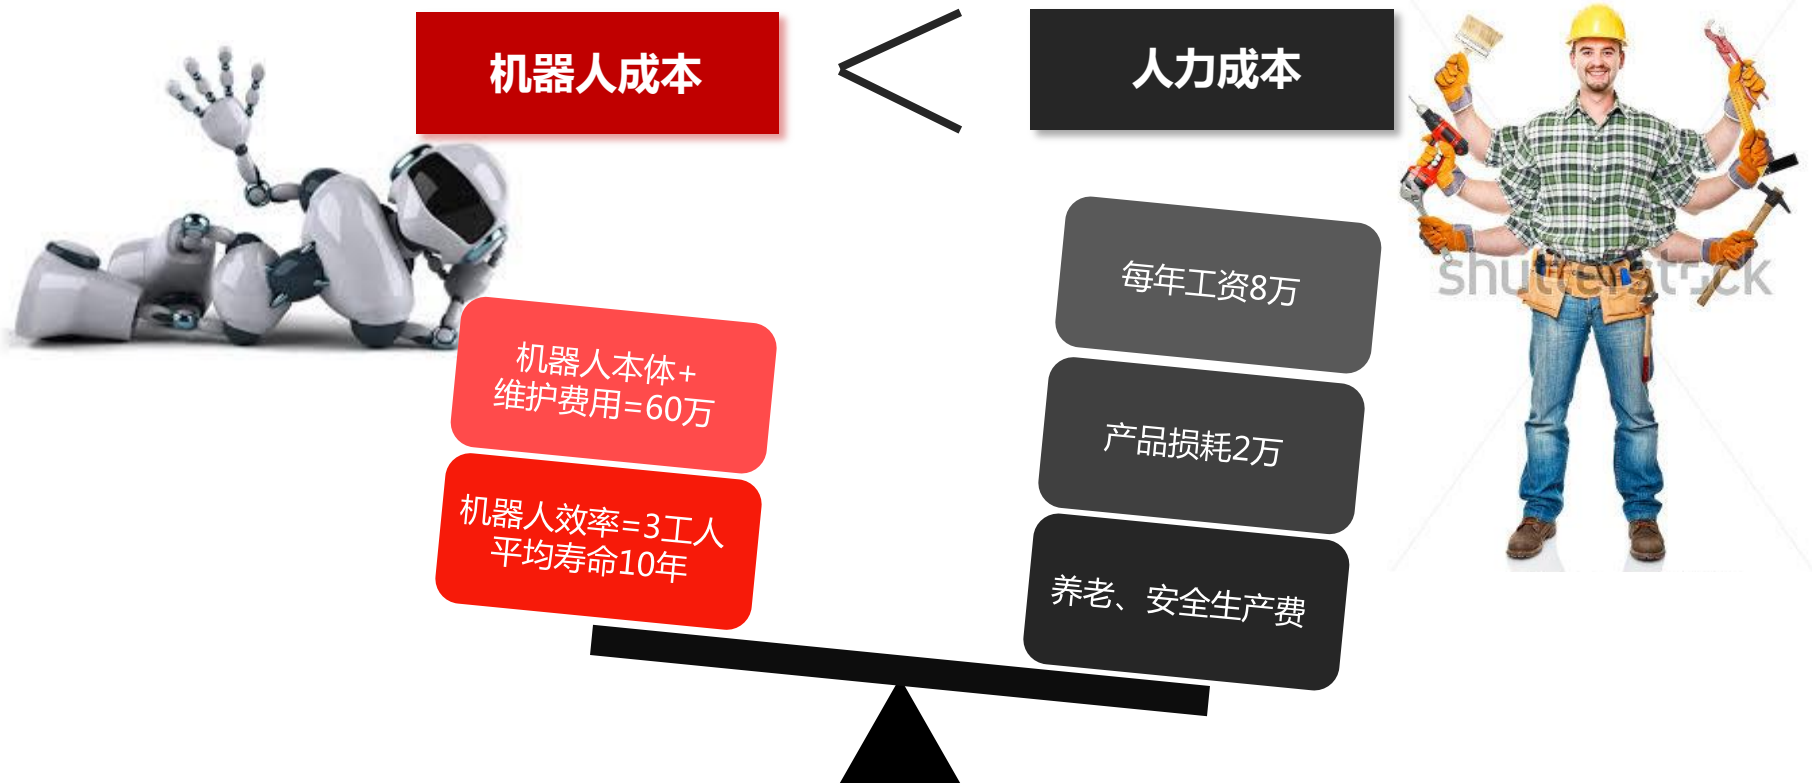 机器人成本
人力成本
每年工资8万
机器人本体+
维护费用=60万
产品损耗2万
机器人效率=3工人
平均寿命10年
养老、安全生产费
shutterstock